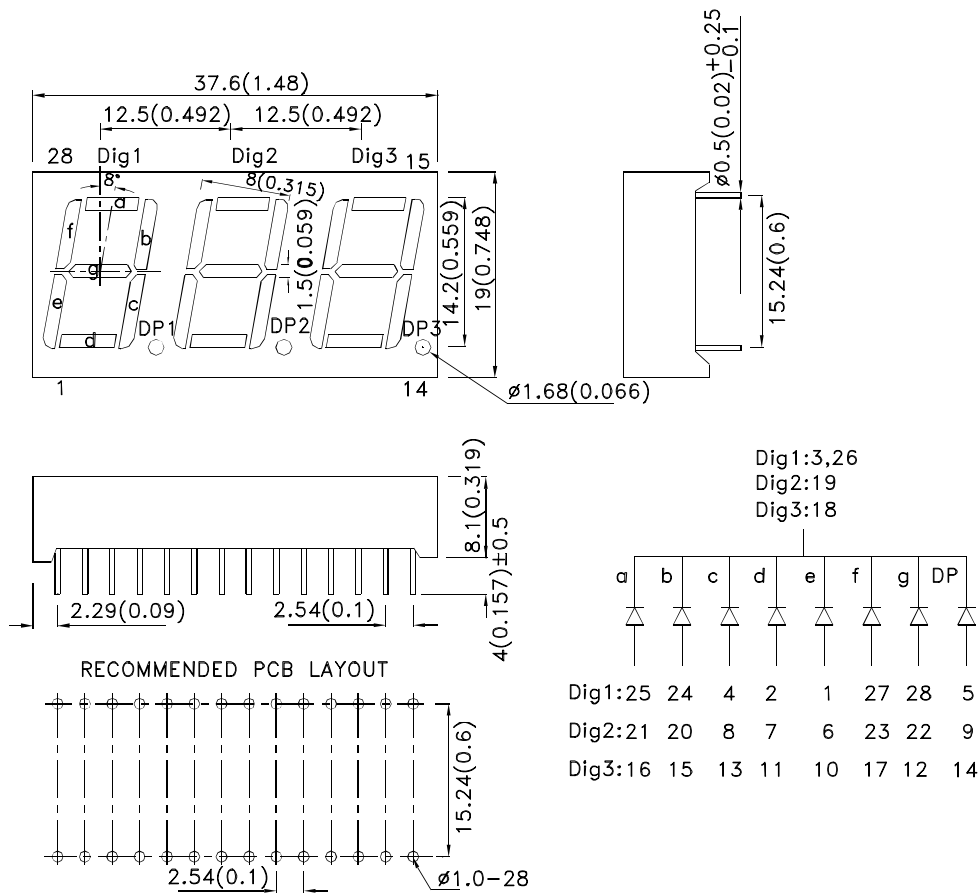 37.6(1.48)
12.5(0.492) 12.5(0.492)
28 Dig1 Dig2 Dig3 15
8°
8(0.315)
a
f
b
g
e
c
d
1.5(0.059)
14.2(0.559)
19(0.748)
DP1 DP2 DP3
1 14
ø1.68(0.066)
ø0.5(0.02)+0.25
-0.1
15.24(0.6)
8.1(0.319)
4(0.157)±0.5
2.29(0.09) 2.54(0.1)
RECOMMENDED PCB LAYOUT
15.24(0.6)
2.54(0.1)
ø1.0-28
Dig1:3,26
Dig2:19
Dig3:18
a b c d e f g DP
Dig1:25 24 4 2 1 27 28 5
Dig2:21 20 8 7 6 23 22 9
Dig3:16 15 13 11 10 17 12 14